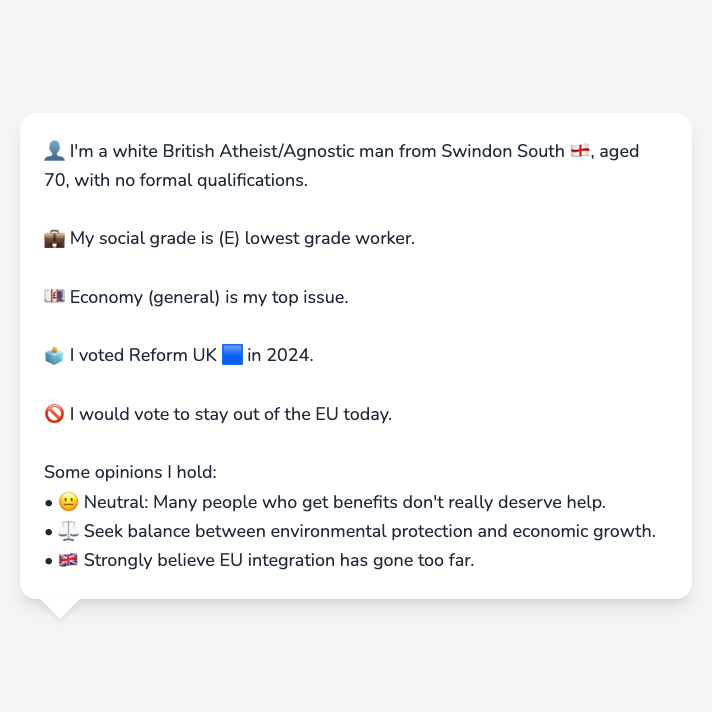 👤 I'm a white British Atheist/Agnostic man from Swindon South 🏴󠁧󠁢󠁥󠁮󠁧󠁿, aged
70, with no formal qualifications.
💼 My social grade is (E) lowest grade worker.
💷 Economy (general) is my top issue.
🗳️ I voted Reform UK 🟦 in 2024.
🚫 I would vote to stay out of the EU today.
Some opinions I hold:
• 😐 Neutral: Many people who get benefits don't really deserve help.
• ⚖️ Seek balance between environmental protection and economic growth.
• 🇬🇧 Strongly believe EU integration has gone too far.